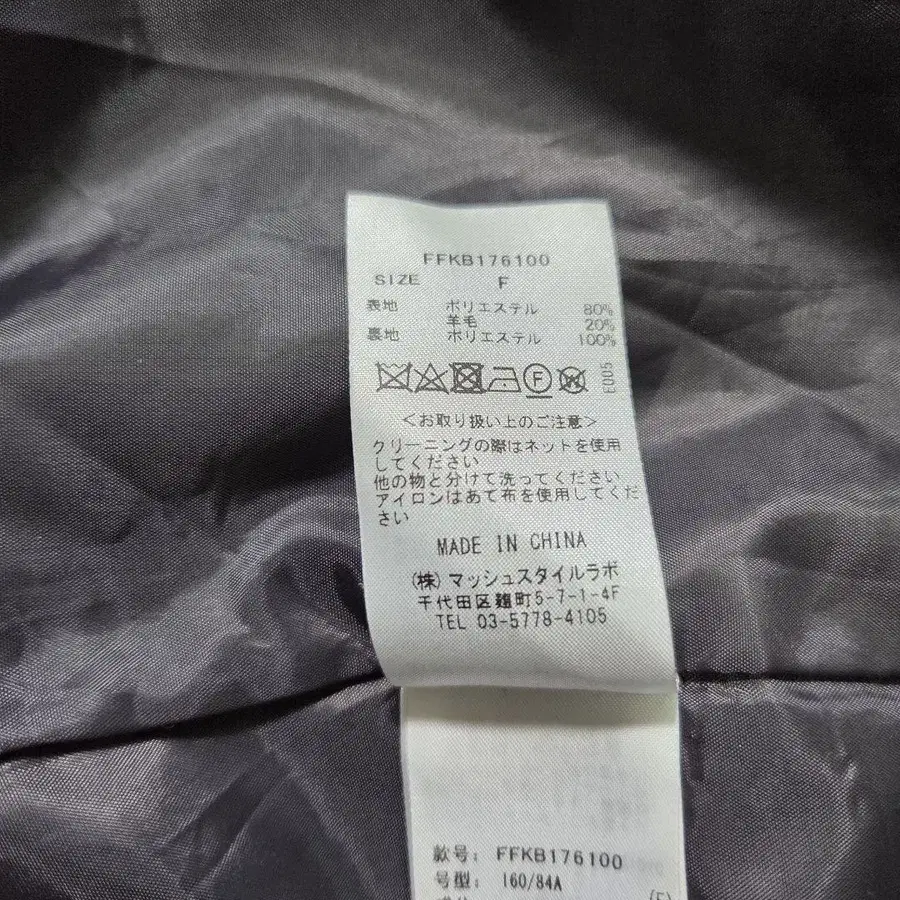 FFKB176100
SIZE F
表地 ポリエステル 80%
羊毛 20%
裏地 ポリエステル 100%
F W
E005
<お取り扱い上のご注意>
クリーニングの際はネットを使用
してください
他の物と分けて洗ってください
アイロンはあて布を使用してくだ
さい
MADE IN CHINA
(株)マッシュスタイルラボ
千代田区麹町5-7-1-4F
TEL 03-5778-4105
款号: FFKB176100
号型: 160/84A